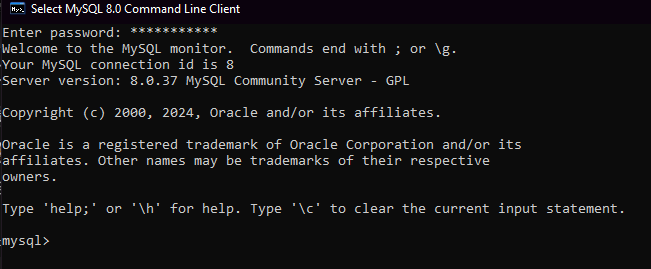 Select MySQL 8.0 Command Line Client
Enter password: ***********
Welcome to the MySQL monitor.  Commands end with ; or \g.
Your MySQL connection id is 8
Server version: 8.0.37 MySQL Community Server - GPL
Copyright (c) 2000, 2024, Oracle and/or its affiliates.
Oracle is a registered trademark of Oracle Corporation and/or its
affiliates. Other names may be trademarks of their respective
owners.
Type 'help;' or '\h' for help. Type '\c' to clear the current input statement.
mysql>